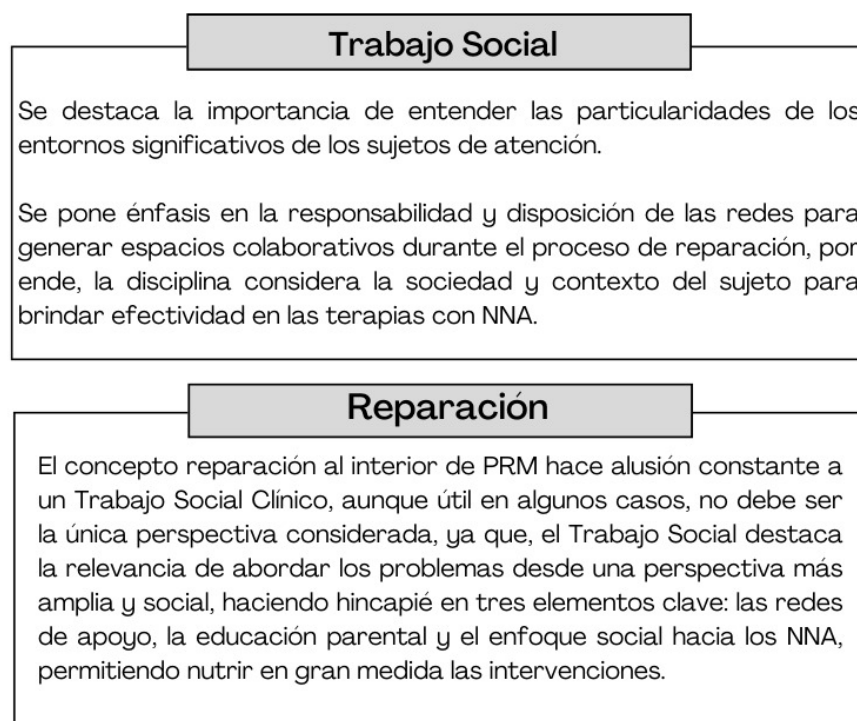 Trabajo Social
Se destaca la importancia de entender las particularidades de los
entornos significativos de los sujetos de atención.
Se pone énfasis en la responsabilidad y disposición de las redes para
generar espacios colaborativos durante el proceso de reparación, por
ende, la disciplina considera la sociedad y contexto del sujeto para
brindar efectividad en las terapias con NNA.
Reparación
El concepto reparación al interior de PRM hace alusión constante a
un Trabajo Social Clínico, aunque útil en algunos casos, no debe ser
la única perspectiva considerada, ya que, el Trabajo Social destaca
la relevancia de abordar los problemas desde una perspectiva más
amplia y social, haciendo hincapié en tres elementos clave: las redes
de apoyo, la educación parental y el enfoque social hacia los NNA,
permitiendo nutrir en gran medida las intervenciones.